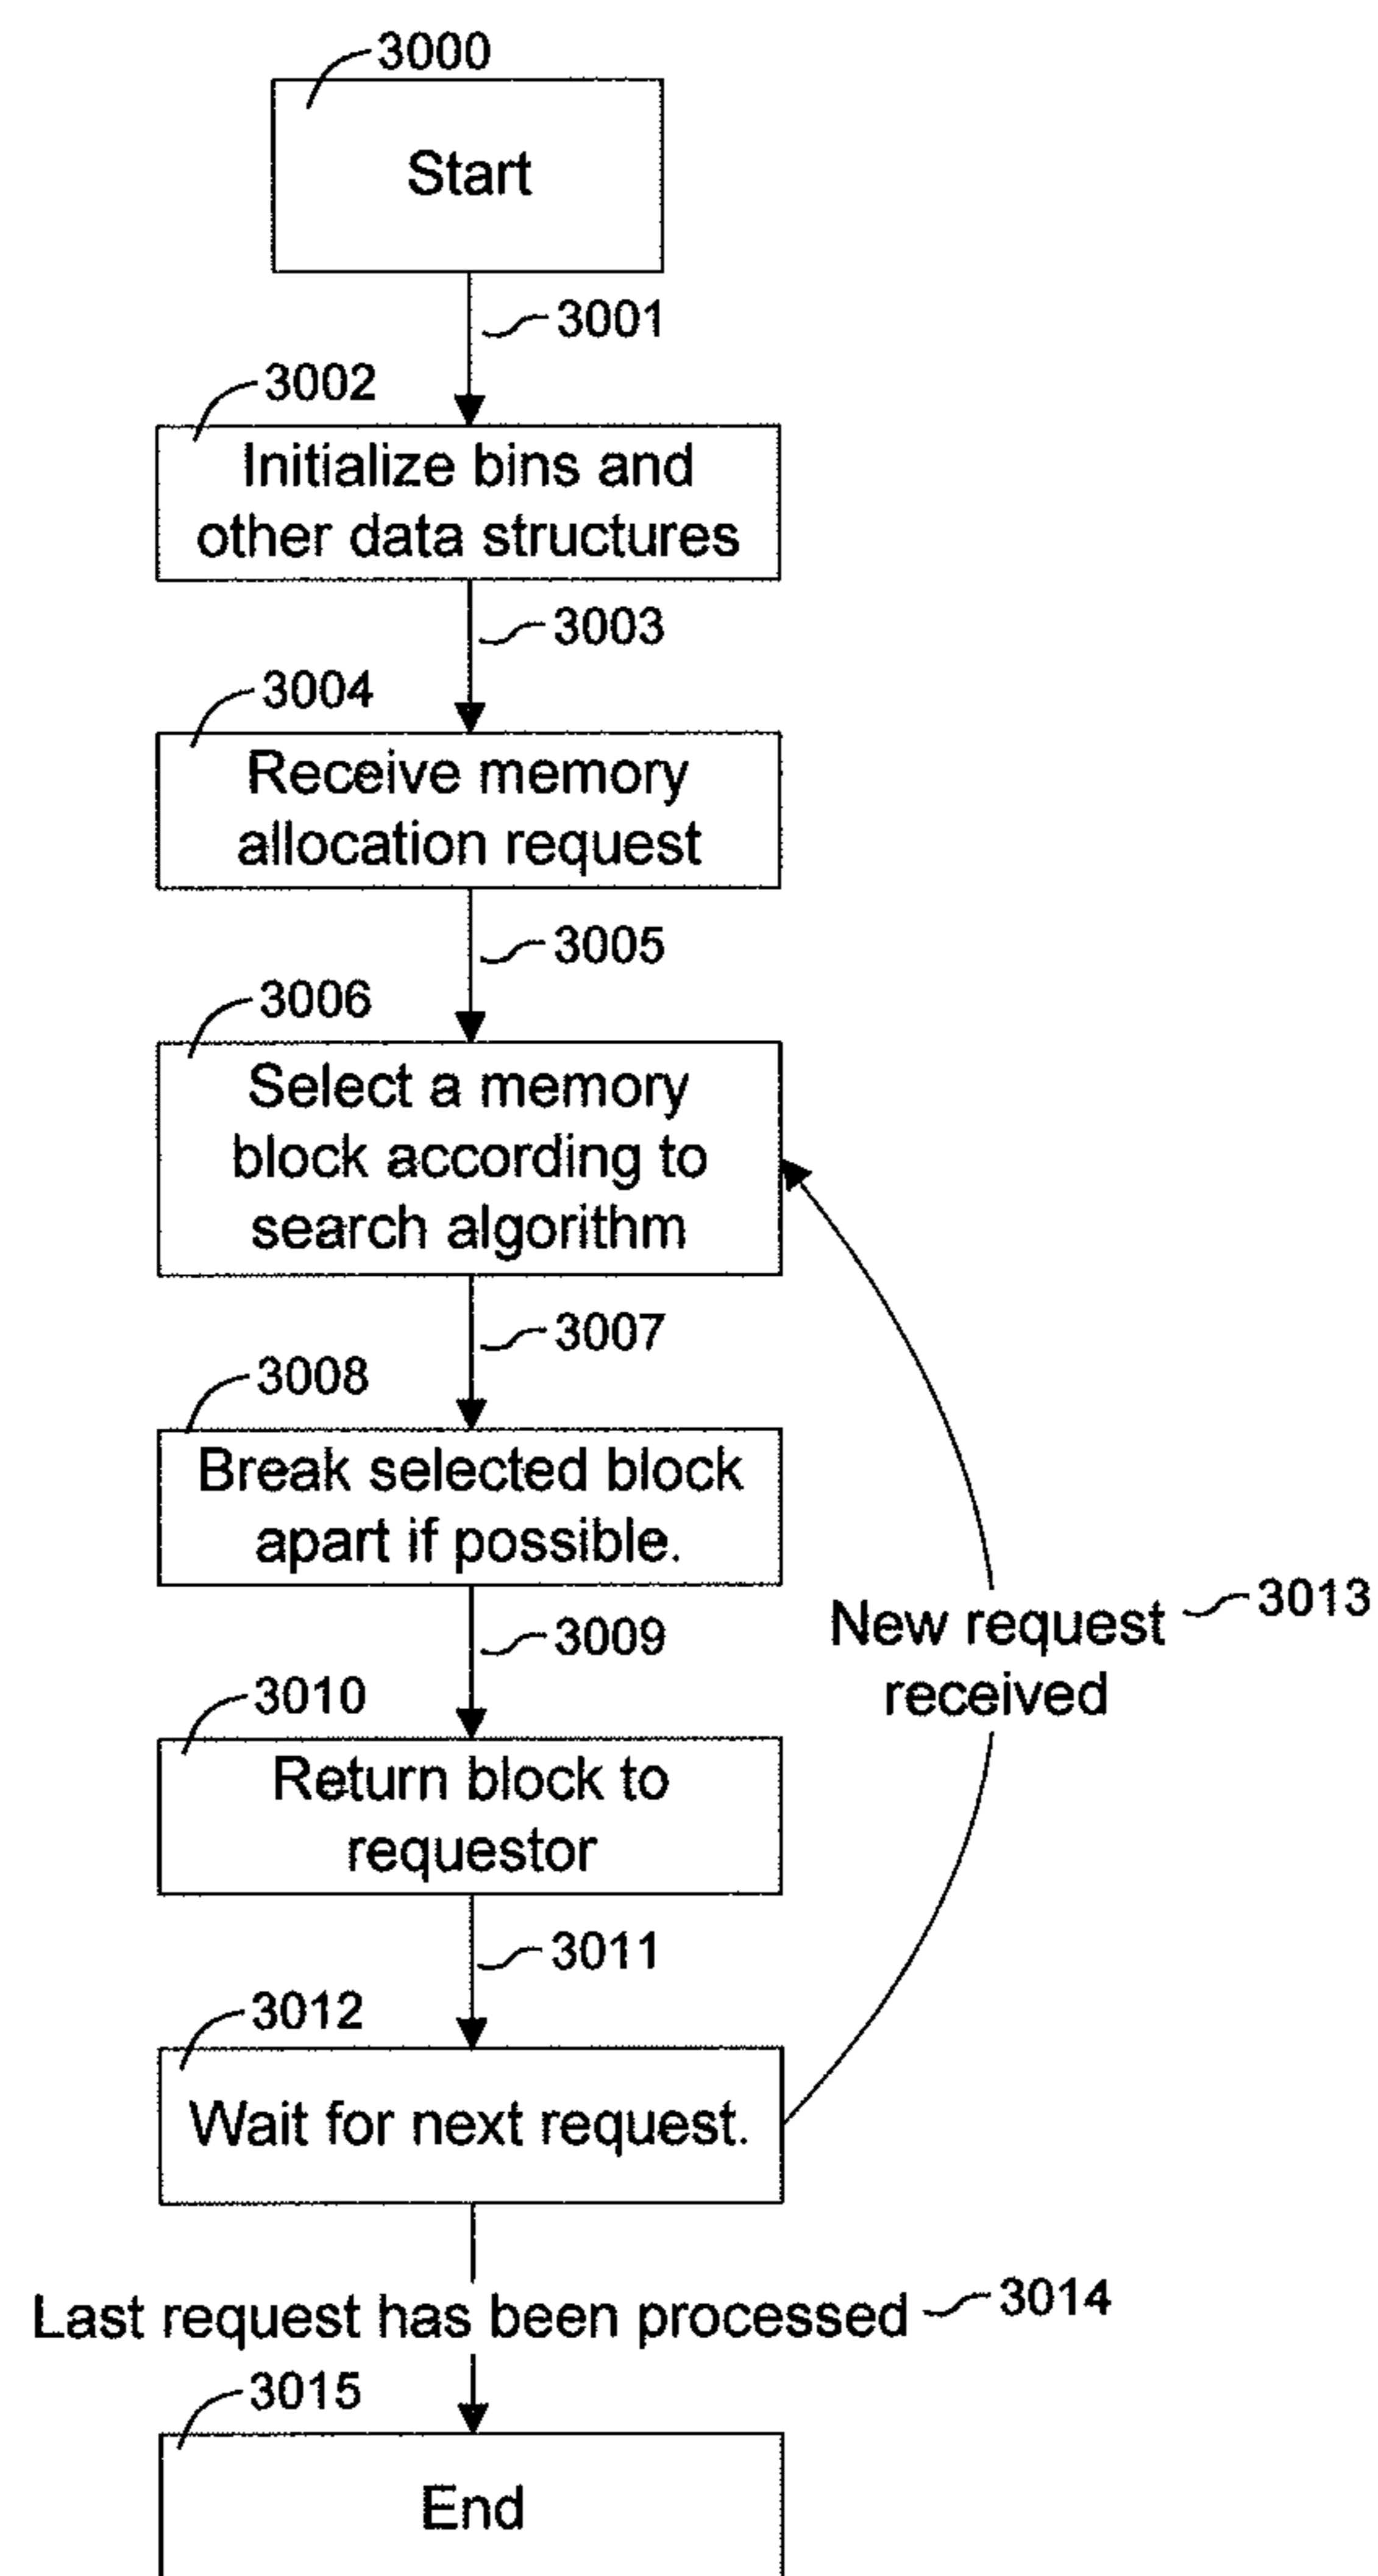 3000
Start
3001
3002
Initialize bins and
other data structures
3003
3004
Receive memory
allocation request
3005
3006
Select a memory
block according to
search algorithm
3007
3008
Break selected block
apart if possible.
3009
New request
received
3013
3010
Return block to
requestor
3011
3012
Wait for next request.
Last request has been processed
3014
3015
End